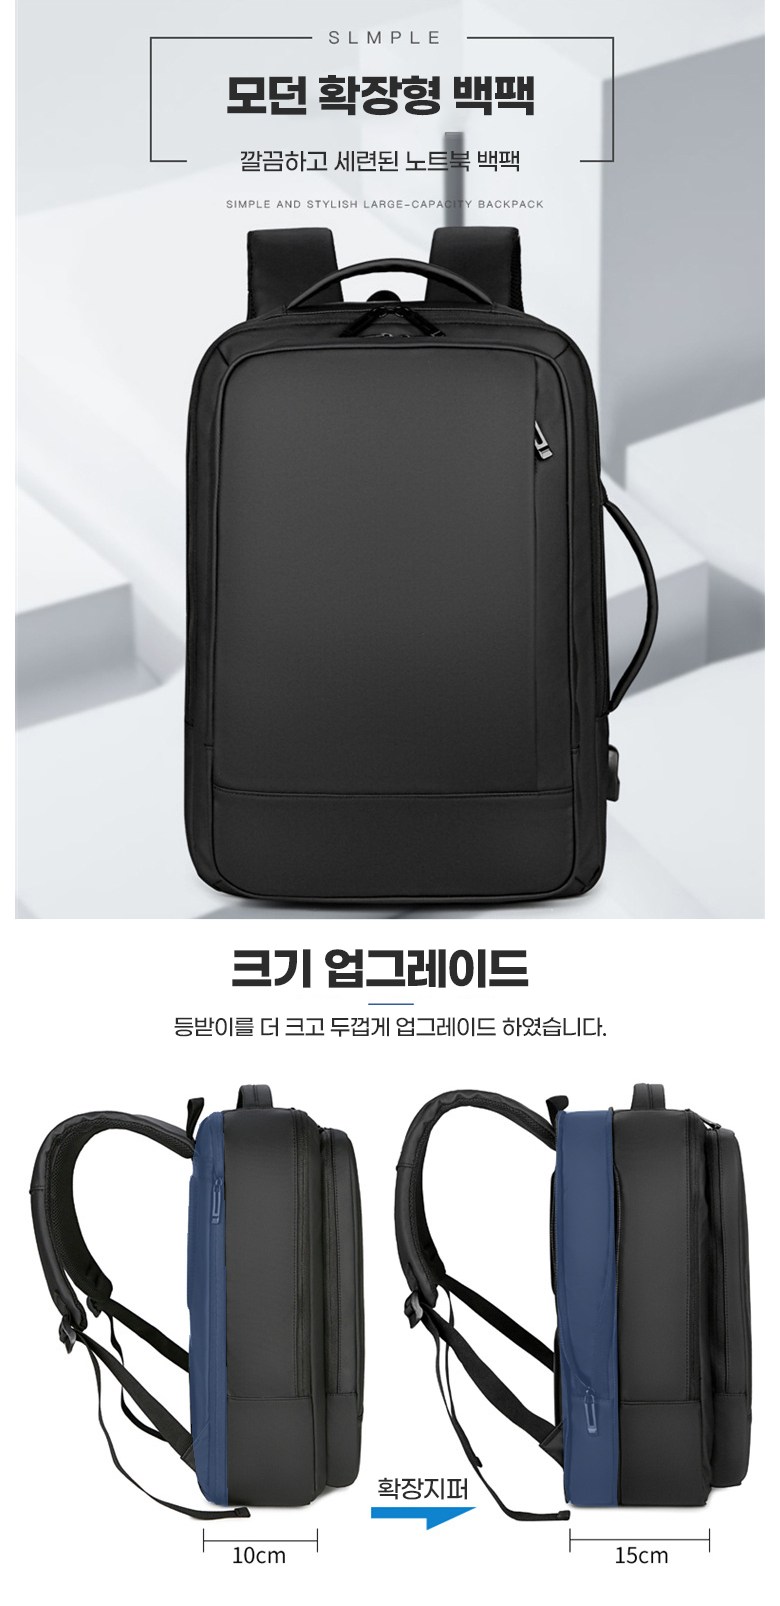 SLMPLE
모던 확장형 백팩
깔끔하고 세련된 노트북 백팩
SIMPLE AND STYLISH LARGE-CAPACITY BACKPACK
크기 업그레이드
등받이를 더 크고 두껍게 업그레이드 하였습니다.
확장지퍼
10cm
15cm